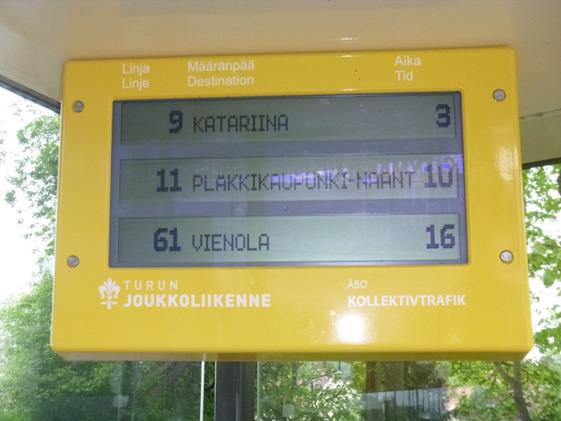 Linja Määränpää Aika
Linje Destination Tid
9 KATARIINA 3
11 PLÄKKIKAUPUNKI-NAANT 10
61 VIENOLA 16
TURUN ÅBO
JOUKKOLIIKENNE KOLLEKTIVTRAFIK